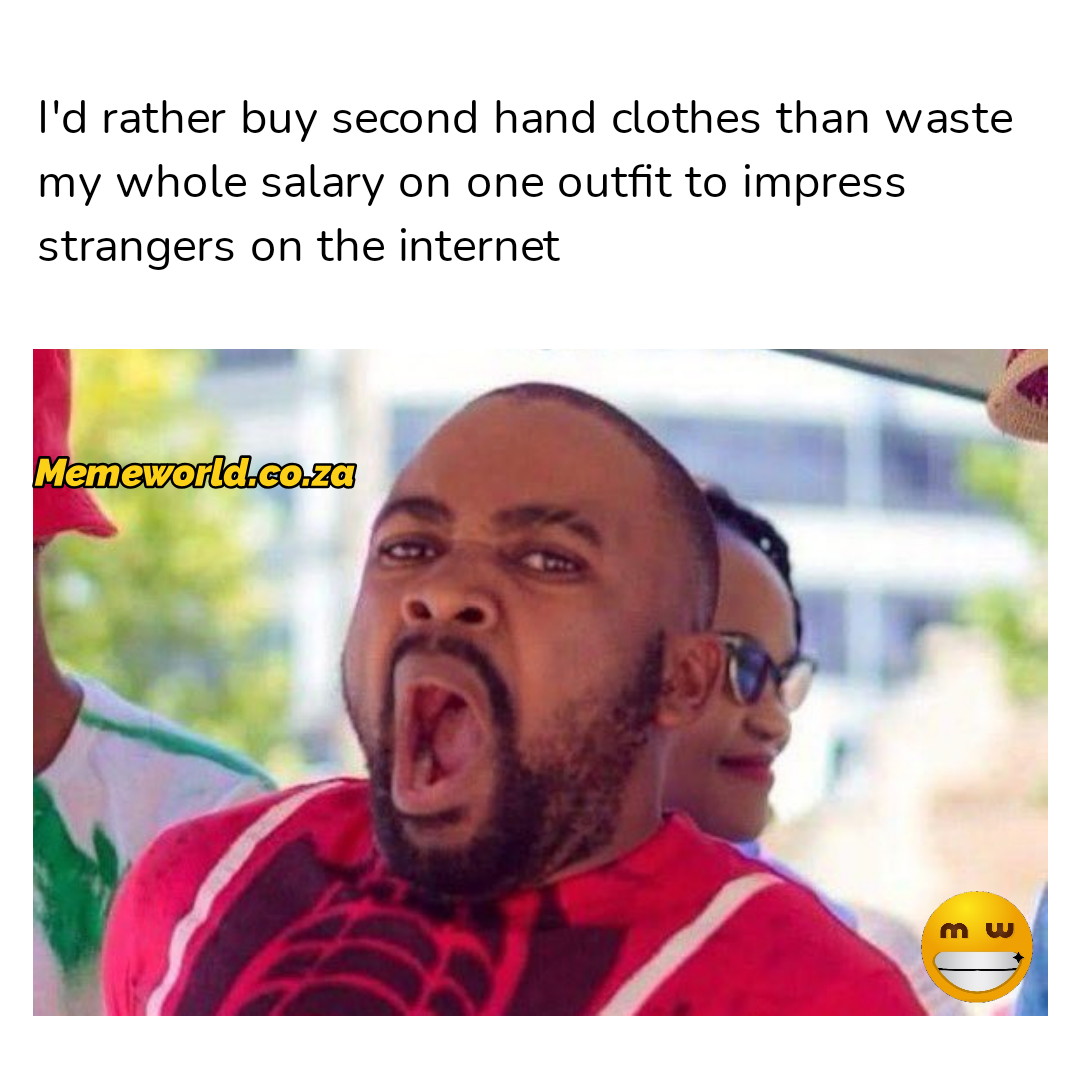 I'd rather buy second hand clothes than waste
my whole salary on one outfit to impress
strangers on the internet
Memeworld.co.za
m w